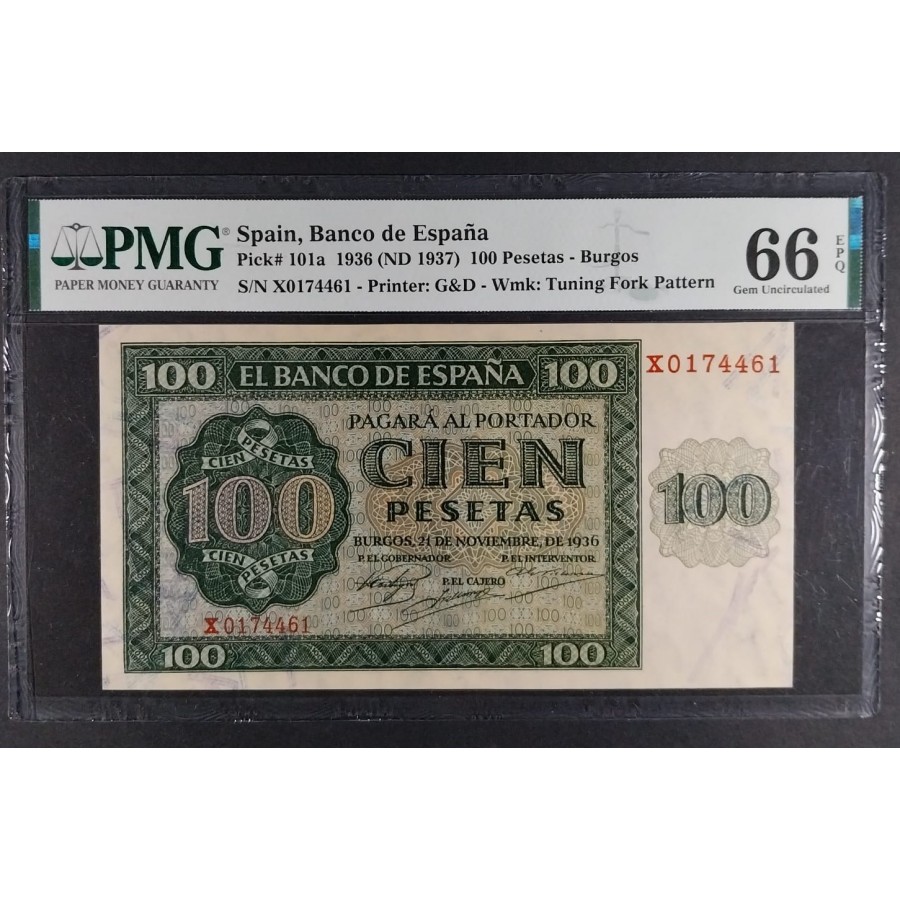 PMG®
PAPER MONEY GUARANTY
Spain, Banco de España
Pick# 101a 1936 (ND 1937) 100 Pesetas - Burgos
S/N X0174461 - Printer: G&D - Wmk: Tuning Fork Pattern
66
EPQ
Gem Uncirculated
100 EL BANCO DE ESPAÑA 100
X0174461
PAGARÁ AL PORTADOR
CIEN
PESETAS
PESETAS
CIEN PESETAS
100
100
CIEN PESETAS
PESETAS
BURGOS, 21 DE NOVIEMBRE, DE 1936
P. EL GOBERNADOR P. EL INTERVENTOR
P. EL CAJERO
X0174461
100 100